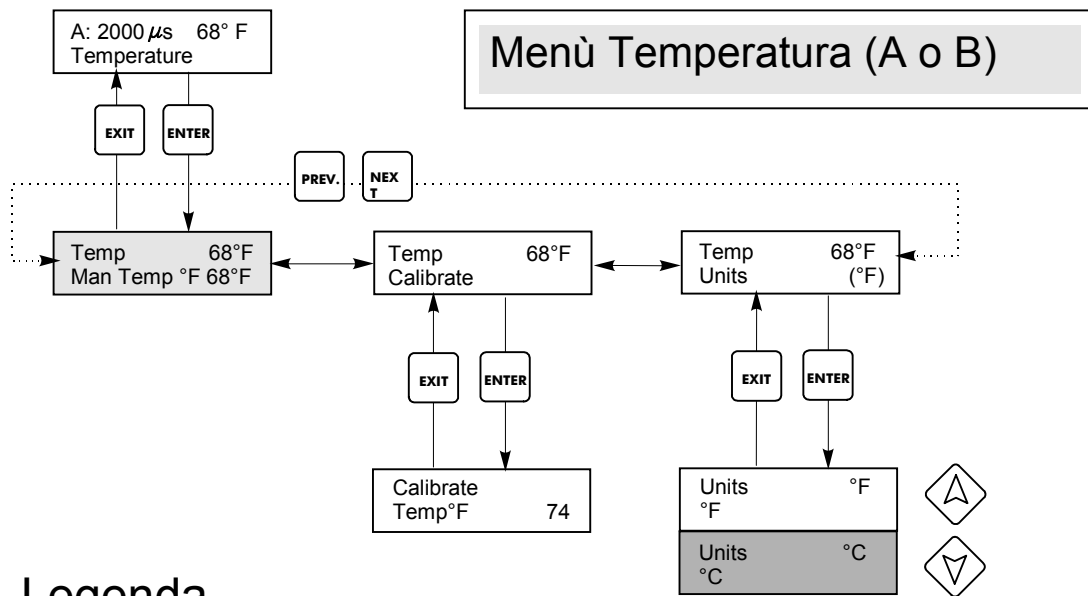 A: 2000 µs 68° F
Temperature
Menù Temperatura (A o B)
EXIT
ENTER
PREV.
NEX
T
Temp 68°F
Man Temp °F 68°F
Temp 68°F
Calibrate
Temp 68°F
Units (°F)
EXIT
ENTER
EXIT
ENTER
Calibrate
Temp°F 74
Units °F
°F
Units °C
°C
Legenda